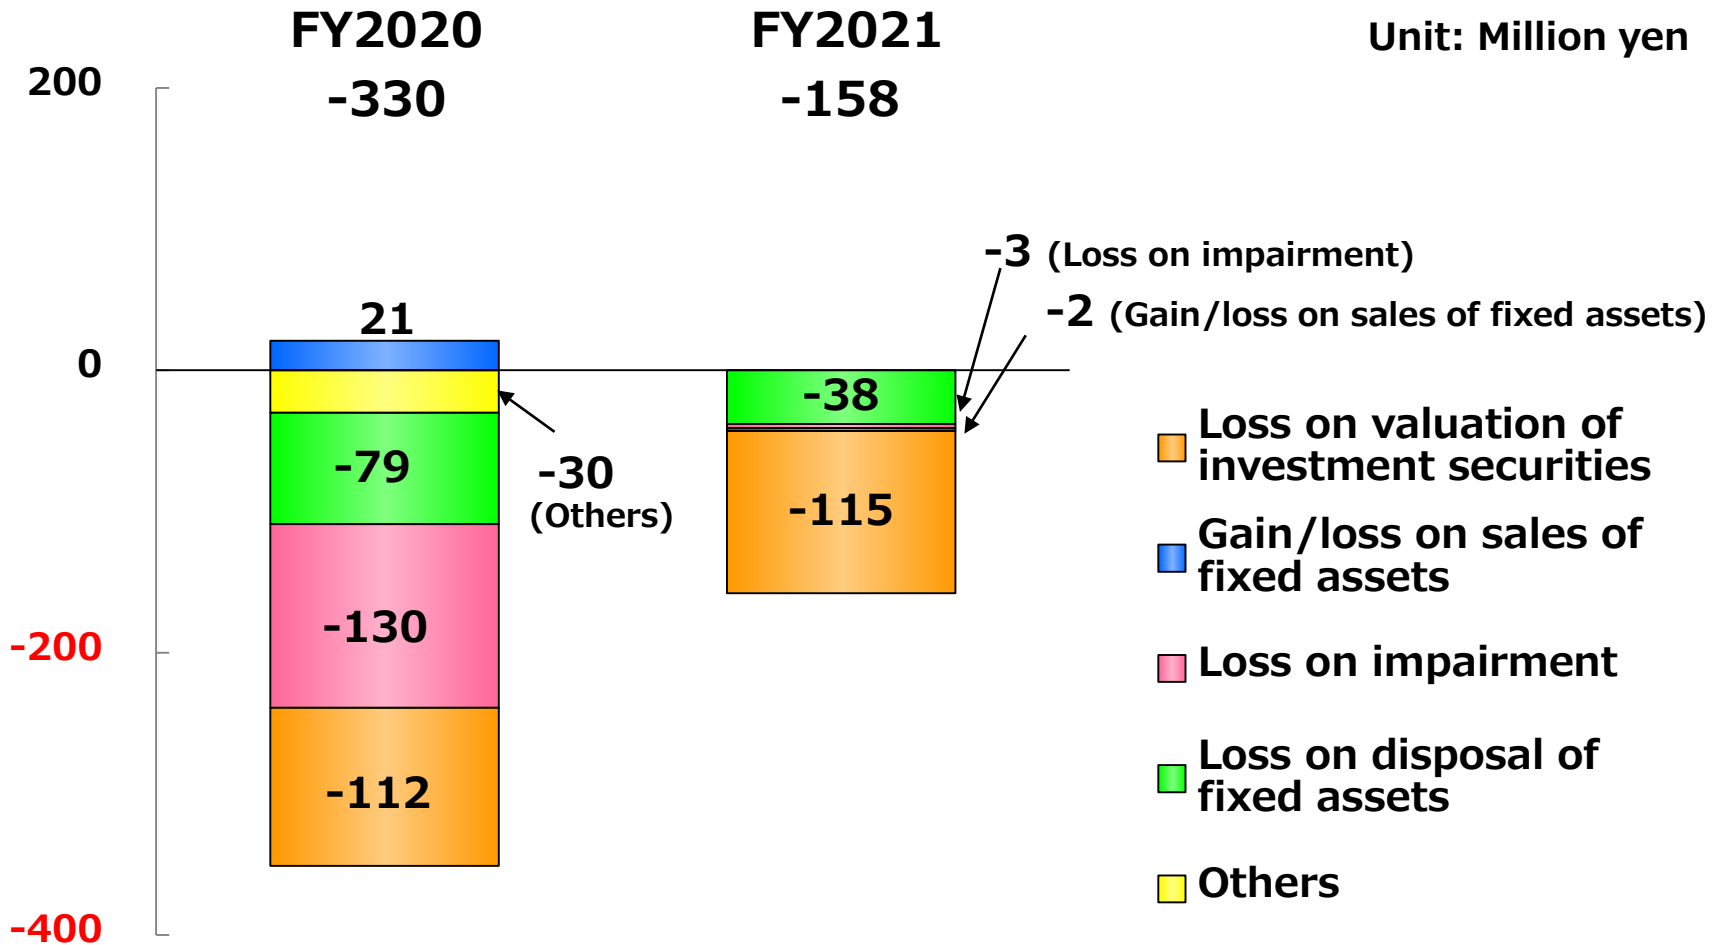 FY2020
FY2021
Unit: Million yen
-330
-158
200
0
-200
-400
21
-79
-130
-112
-30
(Others)
-3 (Loss on impairment)
-2 (Gain/loss on sales of fixed assets)
-38
-115
Loss on valuation of
investment securities
Gain/loss on sales of
fixed assets
Loss on impairment
Loss on disposal of
fixed assets
Others